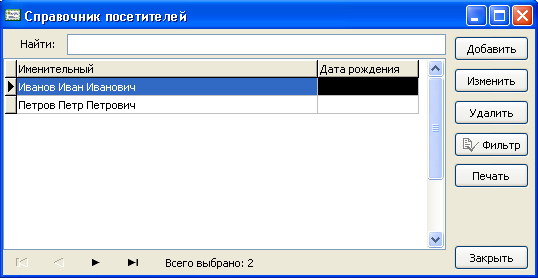 Справочник посетителей
Найти:
Добавить
Именительный Дата рождения
Иванов Иван Иванович
Изменить
Петров Петр Петрович
Удалить
Фильтр
Печать
Всего выбрано: 2
Закрыть